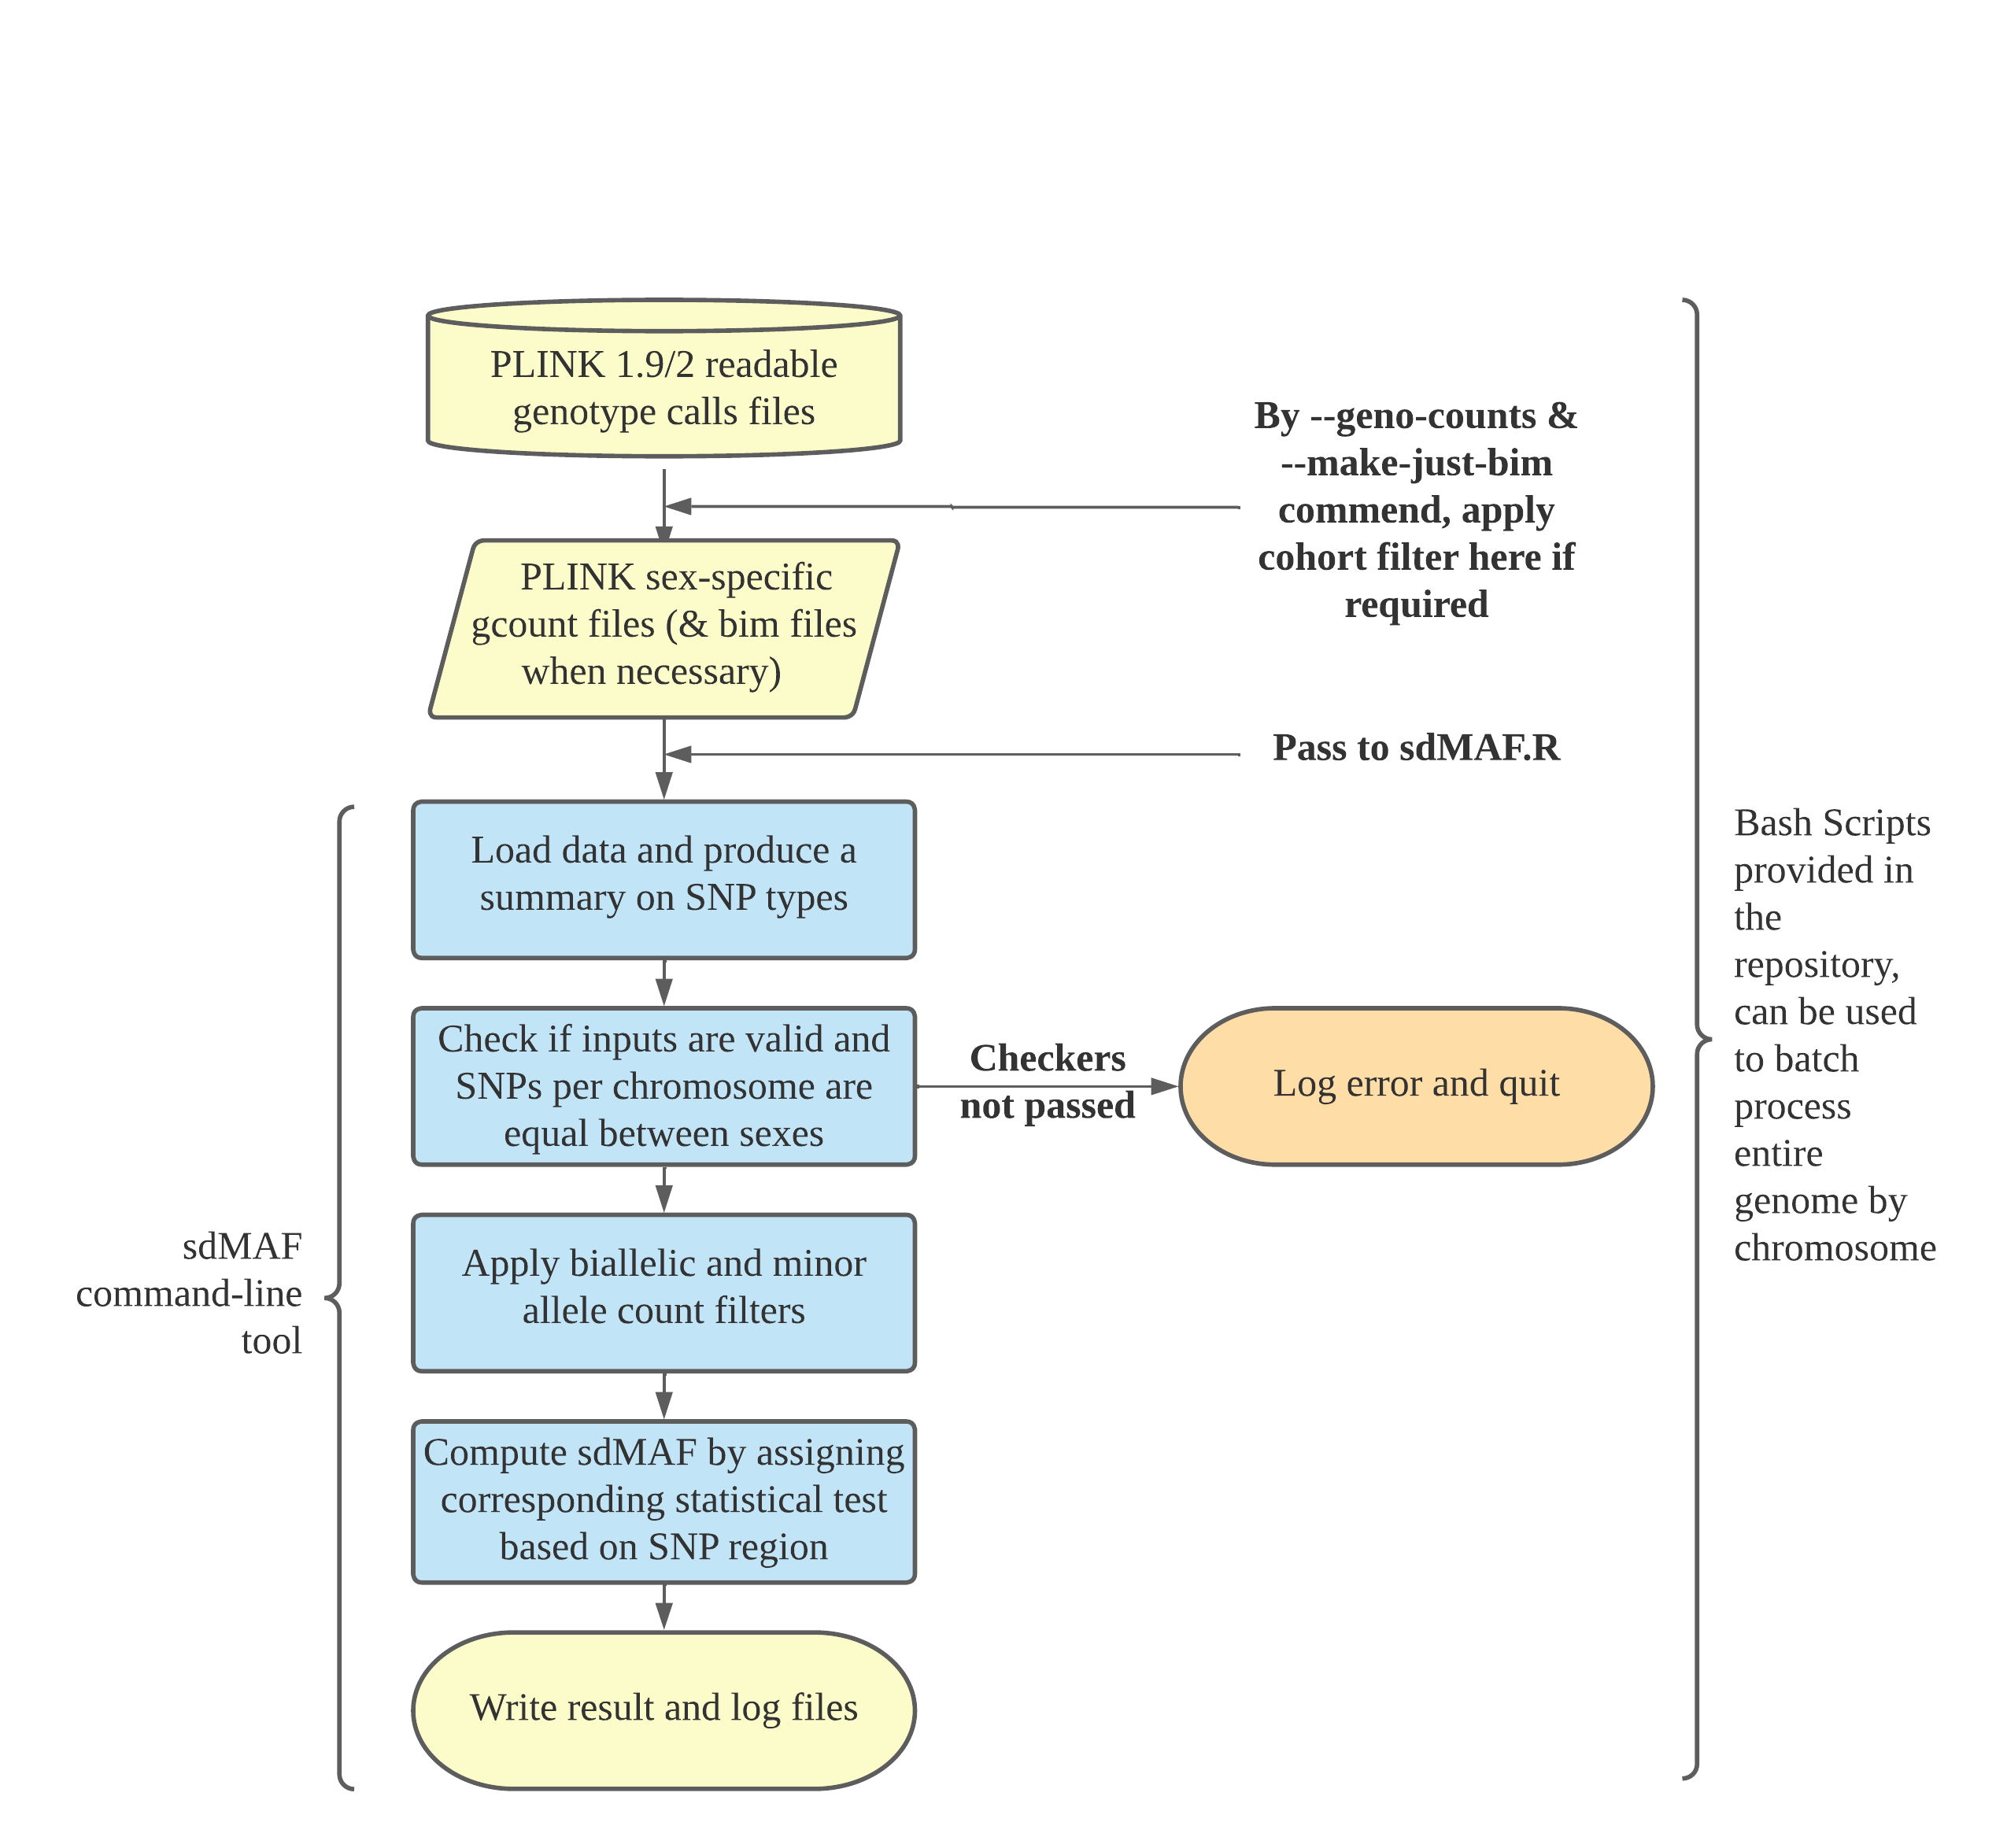 PLINK 1.9/2 readable
genotype calls files
By --geno-counts &
--make-just-bim
commend, apply
cohort filter here if
required
PLINK sex-specific
gcount files (& bim files
when necessary)
Pass to sdMAF.R
Load data and produce a
summary on SNP types
Check if inputs are valid and
SNPs per chromosome are
equal between sexes
Checkers
not passed
Log error and quit
Apply biallelic and minor
allele count filters
Compute sdMAF by assigning
corresponding statistical test
based on SNP region
Write result and log files
sdMAF
command-line
tool
Bash Scripts
provided in
the
repository,
can be used
to batch
process
entire
genome by
chromosome